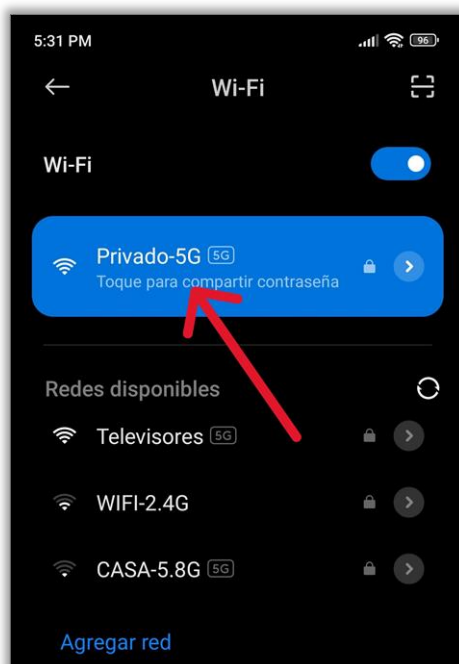 5:31 PM 96
Wi-Fi
Wi-Fi
Privado-5G 5G
Toque para compartir contraseña
Redes disponibles
Televisores 5G
WIFI-2.4G
CASA-5.8G 5G
Agregar red